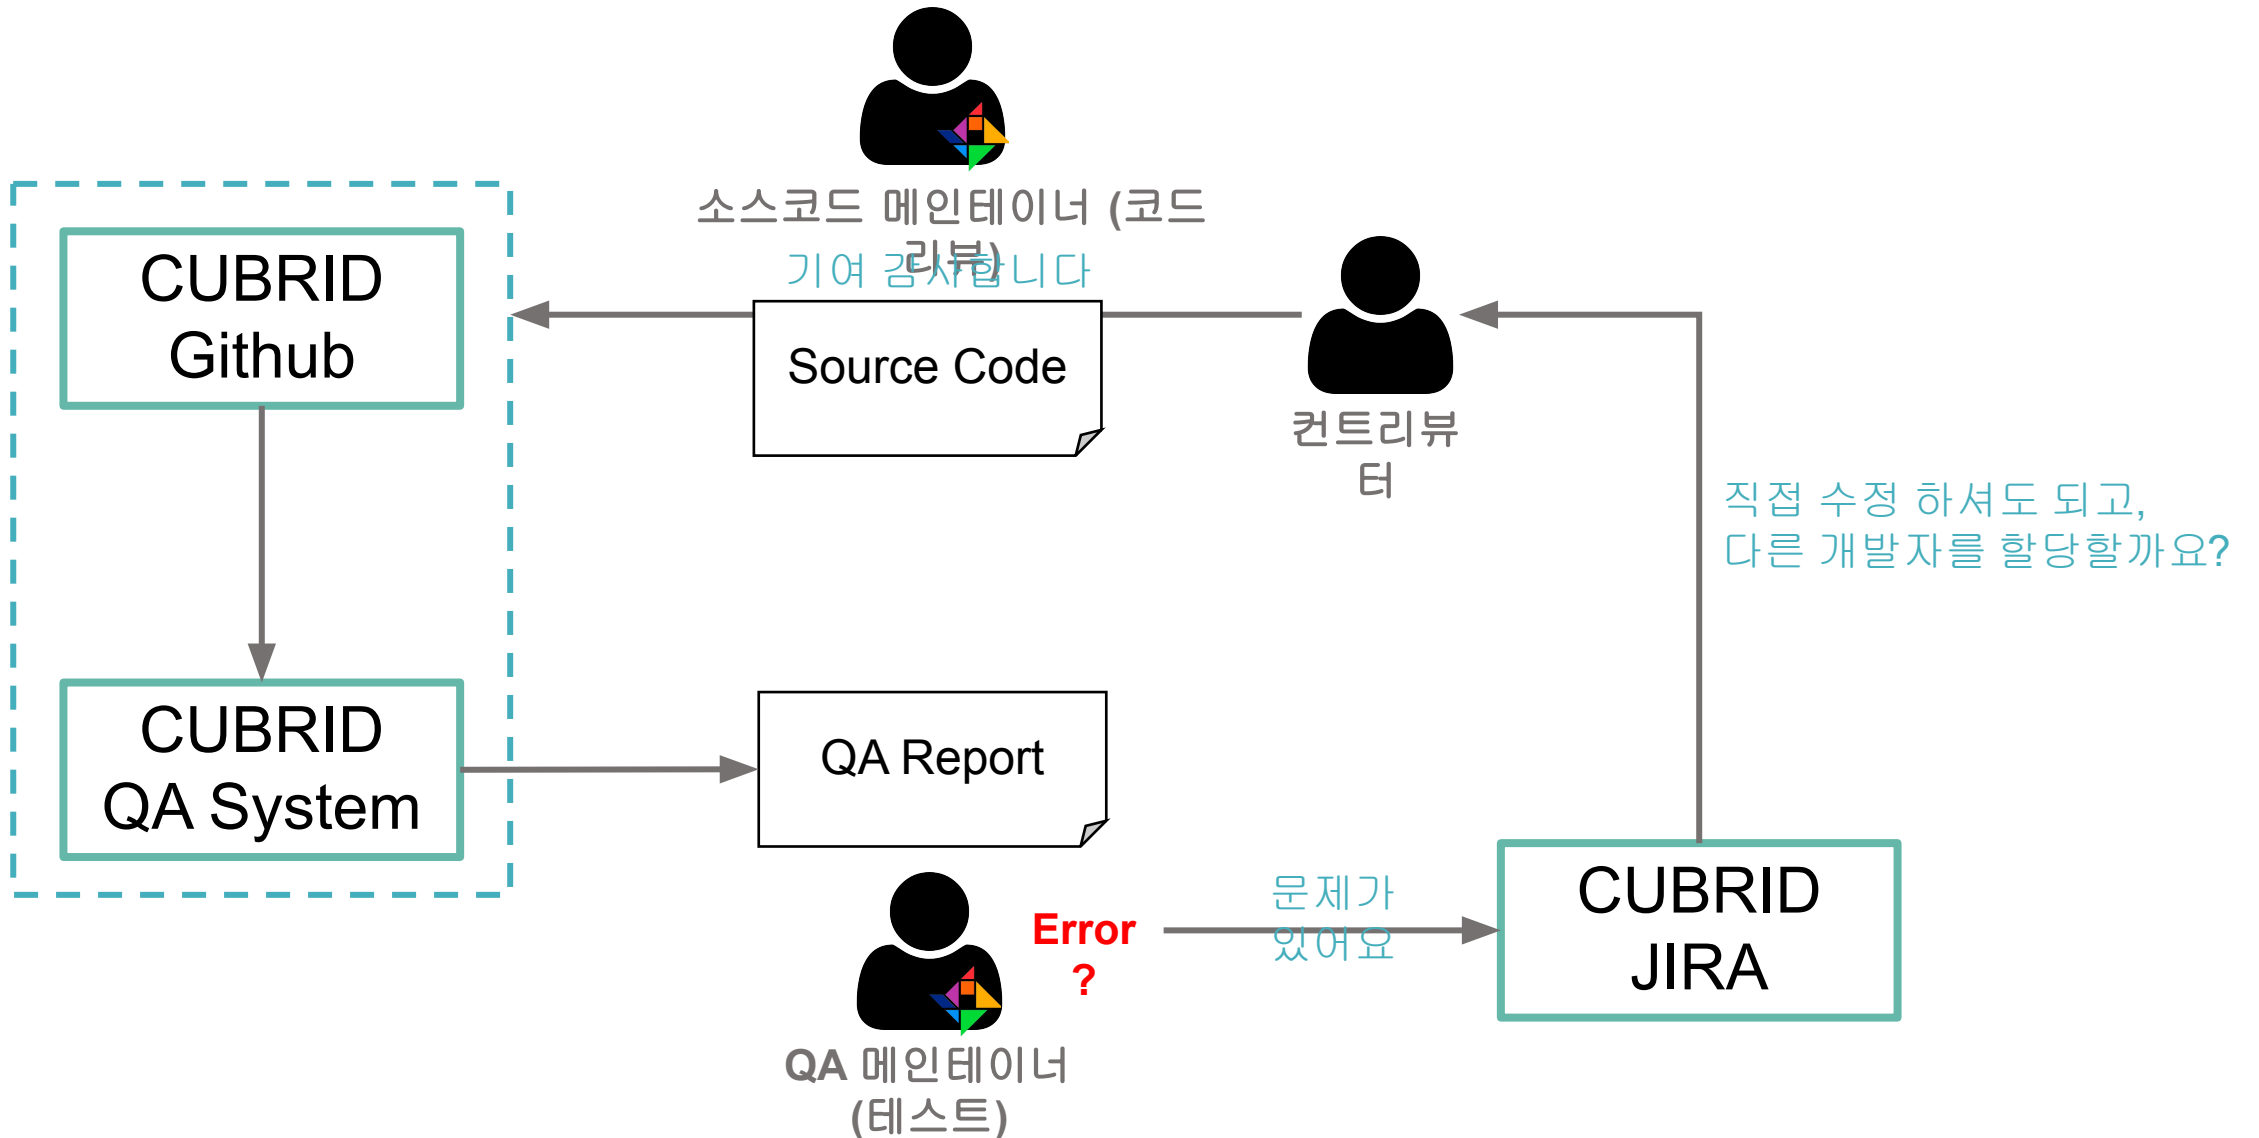 소스코드 메인테이너 (코드
리뷰)
기여 감사합니다
CUBRID
Github
Source Code
컨트리뷰
터
직접 수정 하셔도 되고,
다른 개발자를 할당할까요?
CUBRID
QA System
QA Report
Error
?
문제가
있어요
CUBRID
JIRA
QA 메인테이너
(테스트)